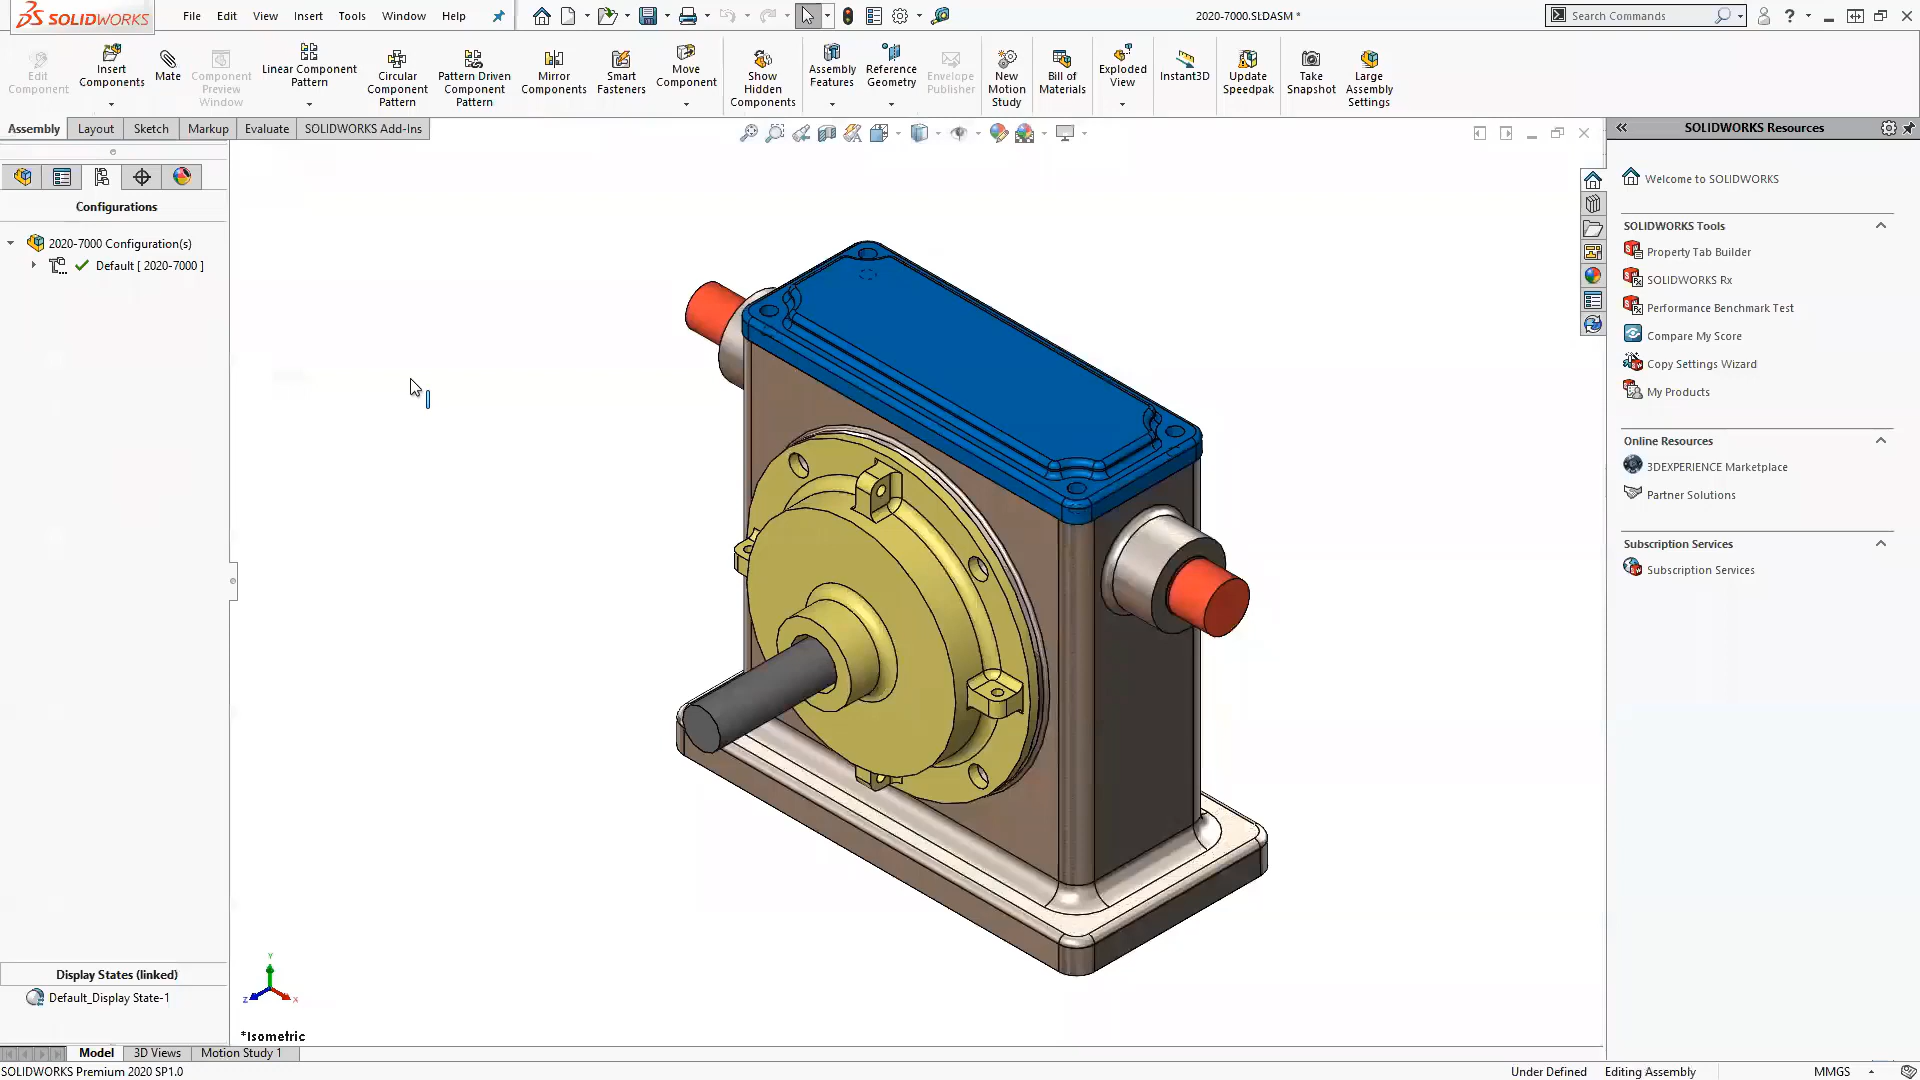 SOLIDWORKS
File Edit View Insert Tools Window Help
2020-7000.SLDASM *
Search Commands
Edit Component
Insert Components
Mate
Component Preview Window
Linear Component Pattern
Circular Component Pattern
Pattern Driven Component Pattern
Mirror Components
Smart Fasteners
Move Component
Show Hidden Components
Assembly Features
Reference Geometry
Envelope Publisher
New Motion Study
Bill of Materials
Exploded View
Instant3D
Update Speedpak
Take Snapshot
Large Assembly Settings
Assembly Layout Sketch Markup Evaluate SOLIDWORKS Add-Ins
Configurations
2020-7000 Configuration(s)
Default [ 2020-7000 ]
Display States (linked)
Default_Display State-1
Y
Z
X
*Isometric
SOLIDWORKS Resources
Welcome to SOLIDWORKS
SOLIDWORKS Tools
Property Tab Builder
SOLIDWORKS Rx
Performance Benchmark Test
Compare My Score
Copy Settings Wizard
My Products
Online Resources
3DEXPERIENCE Marketplace
Partner Solutions
Subscription Services
Subscription Services
Model 3D Views Motion Study 1
SOLIDWORKS Premium 2020 SP1.0
Under Defined Editing Assembly MMGS